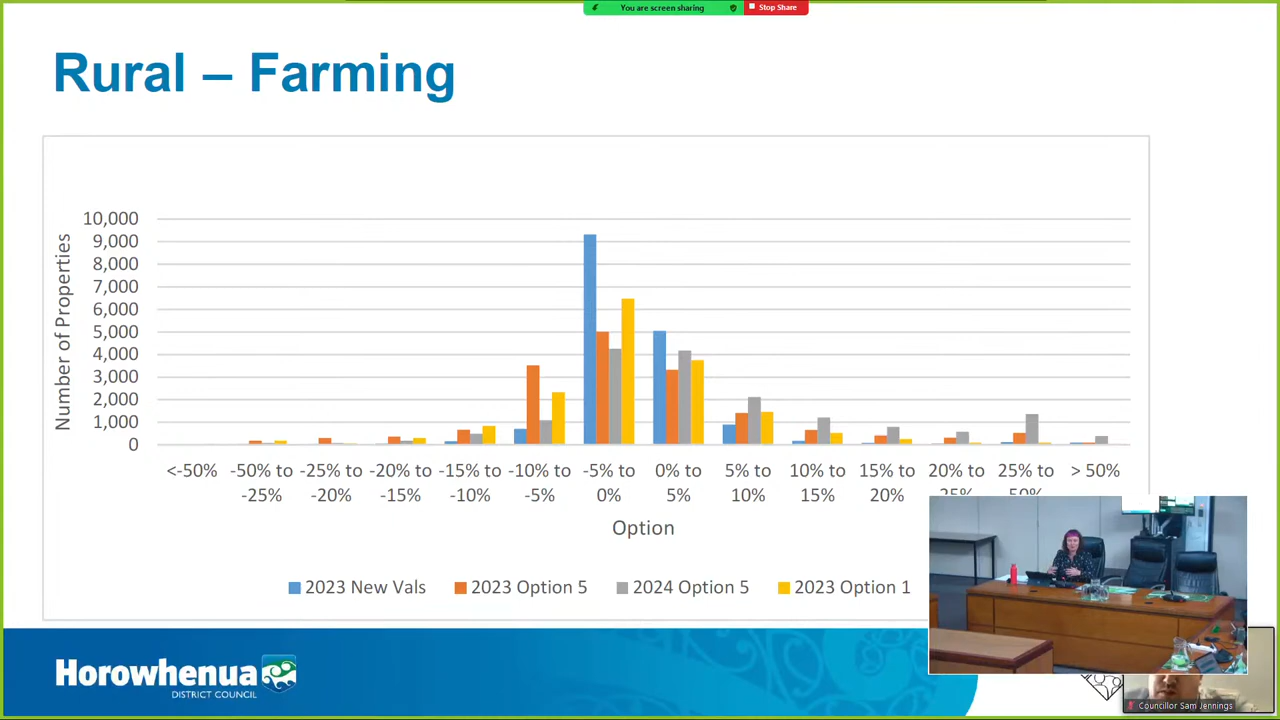 You are screen sharing
Stop Share
Rural – Farming
Number of Properties
10,000
9,000
8,000
7,000
6,000
5,000
4,000
3,000
2,000
1,000
0
<-50% -50% to -25% to -20% to -15% to -10% to -5% to 0% to 5% to 10% to 15% to 20% to 25% to > 50%
-25% -20% -15% -10% -5% 0% 5% 10% 15% 20% 25% 50%
Option
2023 New Vals 2023 Option 5 2024 Option 5 2023 Option 1
Horowhenua
DISTRICT COUNCIL
Councillor Sam Jennings